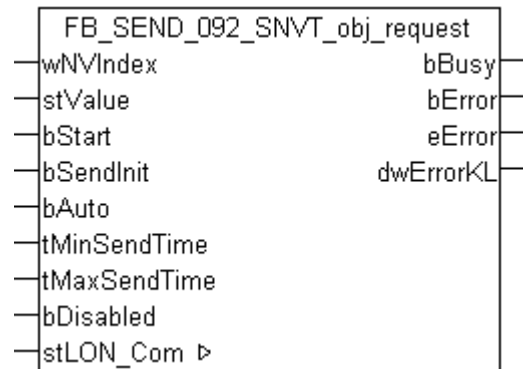 FB_SEND_092_SNVT_obj_request
wNVIndex bBusy
stValue bError
bStart eError
bSendInit dwErrorKL
bAuto
tMinSendTime
tMaxSendTime
bDisabled
stLON_Com ▷